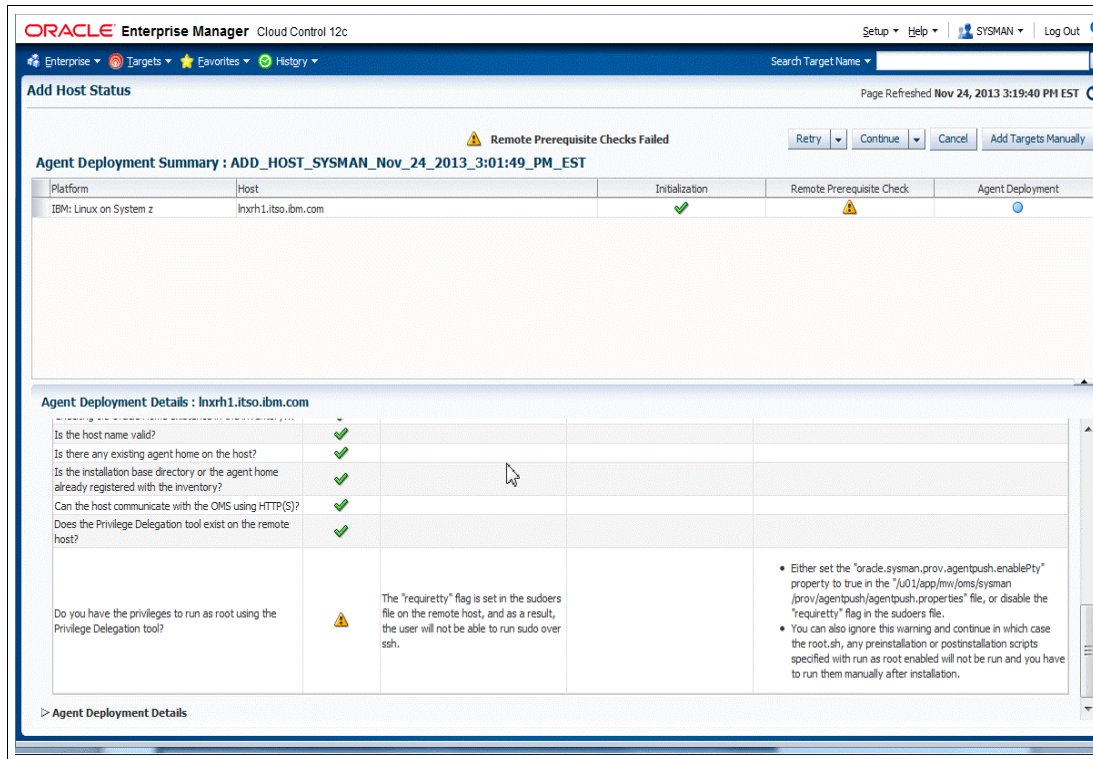 ORACLE Enterprise Manager Cloud Control 12c
Setup Help SYSMAN Log Out
Enterprise Targets Favorites History Search Target Name
Add Host Status
Page Refreshed Nov 24, 2013 3:19:40 PM EST
Remote Prerequisite Checks Failed
Retry Continue Cancel Add Targets Manually
Agent Deployment Summary : ADD_HOST_SYSMAN_Nov_24_2013_3:01:49_PM_EST
Platform Host Initialization Remote Prerequisite Check Agent Deployment
IBM: Linux on System z lnxrh1.itso.ibm.com
Agent Deployment Details : lnxrh1.itso.ibm.com
Is the host name valid?
Is there any existing agent home on the host?
Is the installation base directory or the agent home
already registered with the inventory?
Can the host communicate with the OMS using HTTP(S)?
Does the Privilege Delegation tool exist on the remote
host?
Do you have the privileges to run as root using the
Privilege Delegation tool?
The "requiretty" flag is set in the sudoers
file on the remote host, and as a result,
the user will not be able to run sudo over
ssh.
• Either set the "oracle.sysman.prov.agentpush.enablePty"
property to true in the "/u01/app/mw/oms/sysman
/prov/agentpush/agentpush.properties" file, or disable the
"requiretty" flag in the sudoers file.
• You can also ignore this warning and continue in which case
the root.sh, any preinstallation or postinstallation scripts
specified with run as root enabled will not be run and you have
to run them manually after installation.
Agent Deployment Details